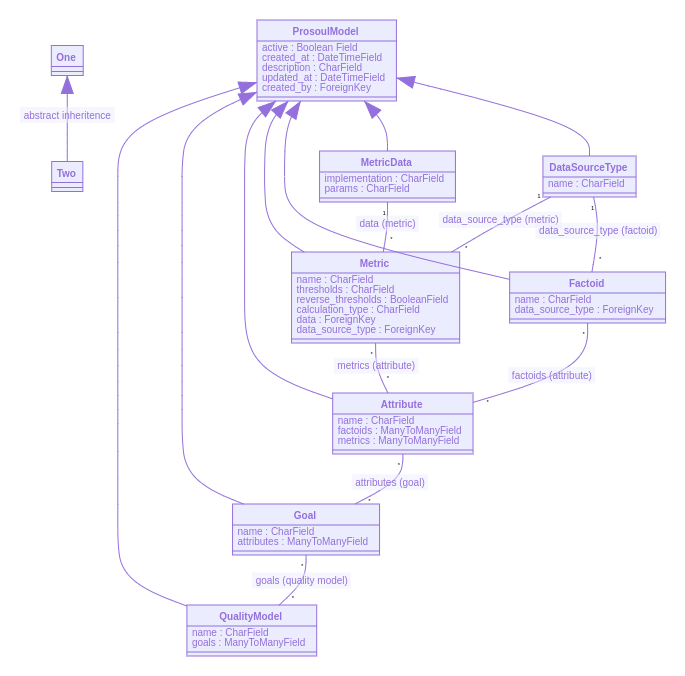 ProsoulModel
active : Boolean Field
created_at : DateTimeField
description : CharField
updated_at : DateTimeField
created_by : ForeignKey
One
abstract inheritence
Two
MetricData
implementation : CharField
params : CharField
DataSourceType
name : CharField
1
1
1
data (metric)
data_source_type (metric)
data_source_type (factoid)
*
*
*
Metric
name : CharField
thresholds : CharField
reverse_thresholds : BooleanField
calculation_type : CharField
data : ForeignKey
data_source_type : ForeignKey
Factoid
name : CharField
data_source_type : ForeignKey
*
*
metrics (attribute)
factoids (attribute)
*
*
Attribute
name : CharField
factoids : ManyToManyField
metrics : ManyToManyField
*
attributes (goal)
*
Goal
name : CharField
attributes : ManyToManyField
*
goals (quality model)
*
QualityModel
name : CharField
goals : ManyToManyField